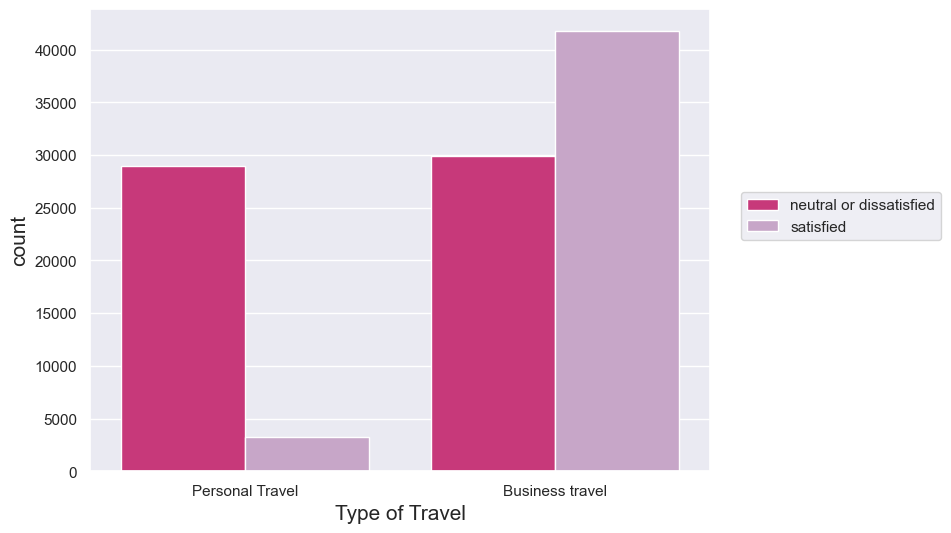 40000
35000
30000
25000
20000
15000
10000
5000
0
count
Personal Travel
Business travel
Type of Travel
neutral or dissatisfied
satisfied